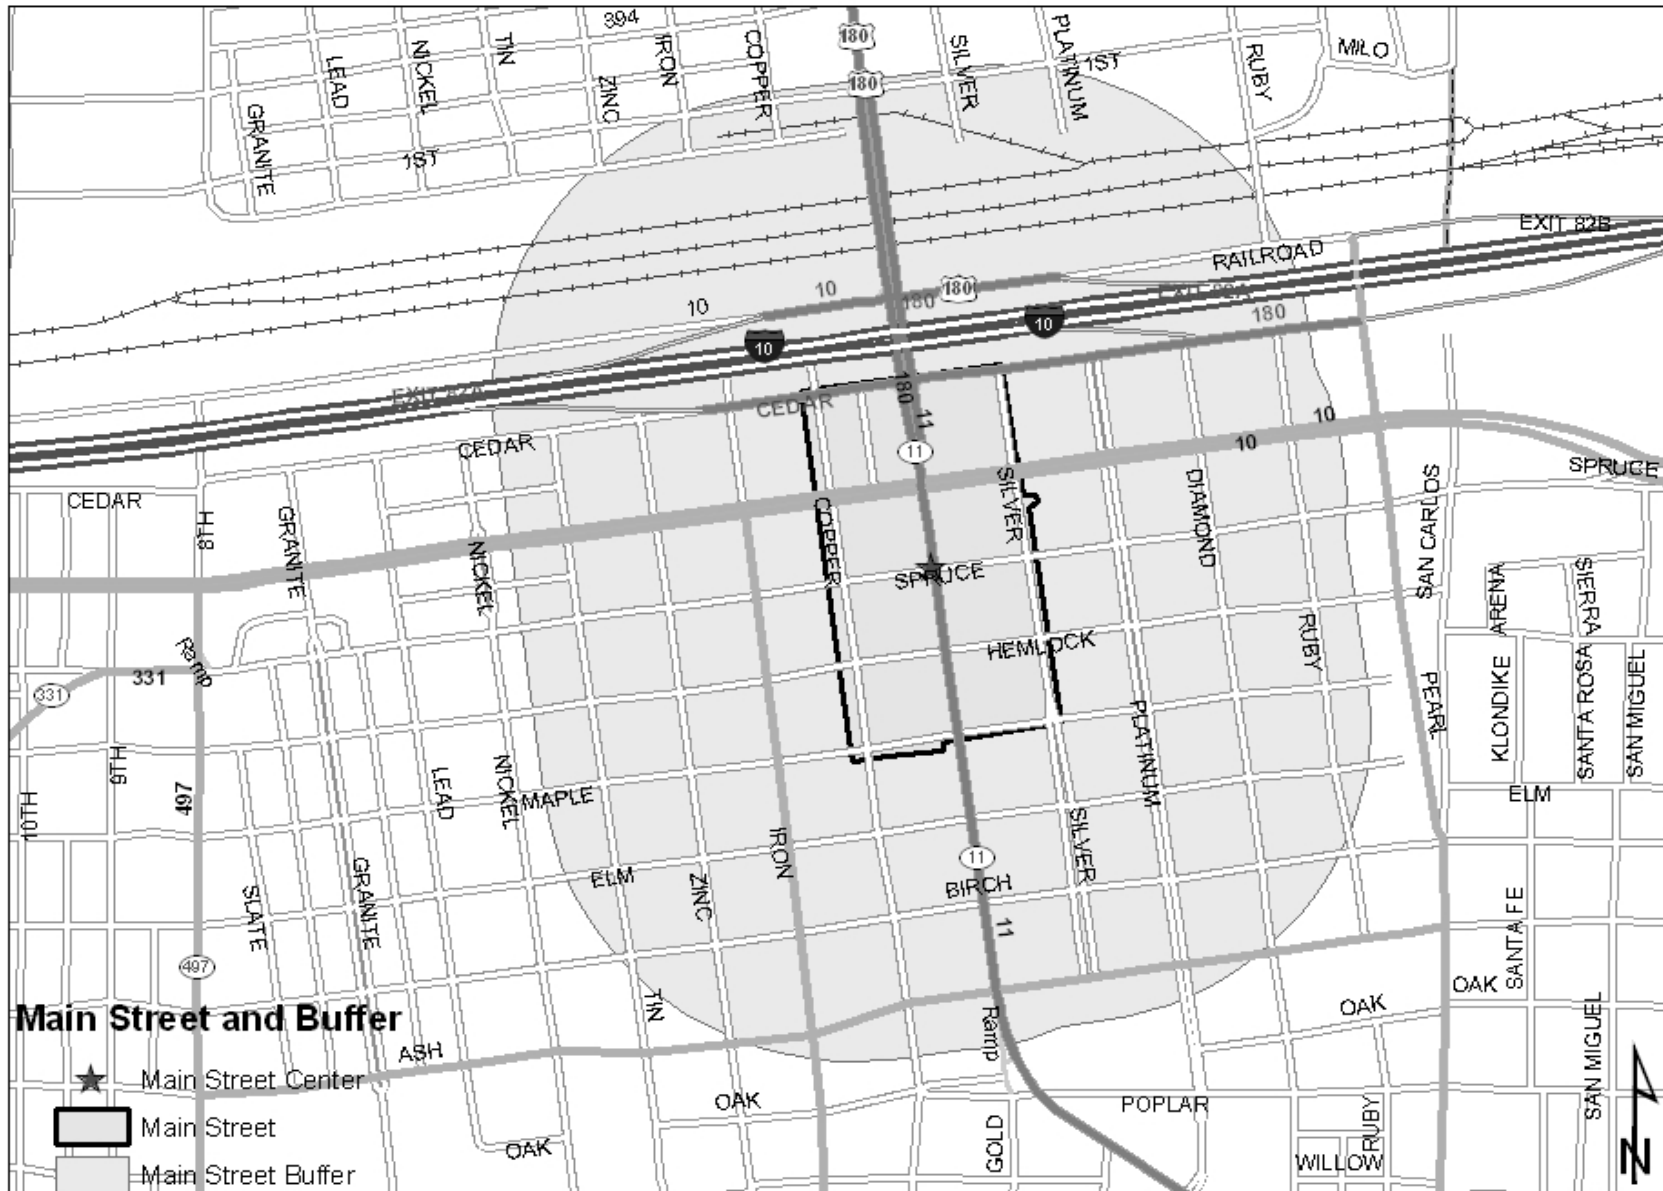 394
180
180
LEAD
NICKEL
TIN
ZINC
IRON
COPPER
SILVER
PLATINUM
1ST
RUBY
MILO
GRANITE
1ST
EXIT 82B
RAILROAD
10
10
180
180
EXIT 82A
180
10
10
EXIT 82A
CEDAR
180
11
11
CEDAR
10
10
SPRUCE
CEDAR
8TH
GRANITE
NICKEL
COPPER
SILVER
DIAMOND
SAN CARLOS
SPRUCE
ARENA
SIERRA
HEMLOCK
RUBY
Ramp
331
331
PEARL
KLONDIKE
SANTA ROSA
SAN MIGUEL
9TH
10TH
497
LEAD
NICKEL
MAPLE
PLATINUM
ELM
IRON
SILVER
11
BIRCH
ELM
ZINC
GRANITE
SLATE
11
SANTA FE
497
TIN
OAK
OAK
Ramp
SAN MIGUEL
Main Street and Buffer
ASH
Main Street Center
OAK
POPLAR
RUBY
Main Street
GOLD
OAK
WILLOW
Main Street Buffer
N